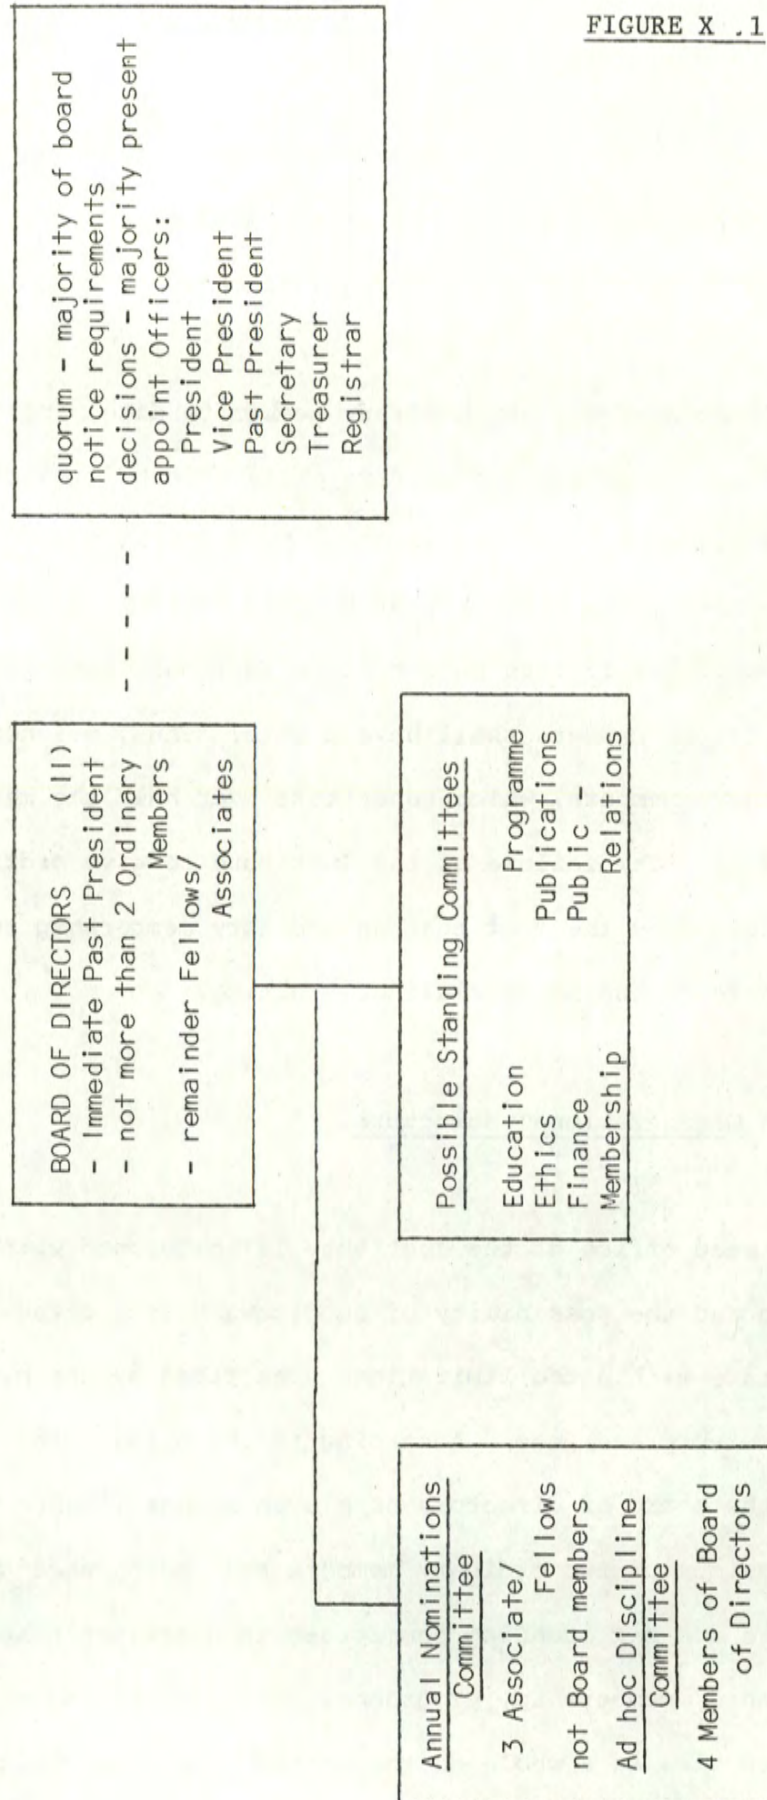 FIGURE X .1
BOARD OF DIRECTORS (III)
- Immediate Past President
- not more than 2 Ordinary
Members
- remainder Fellows/
Associates
quorum - majority of board
notice requirements
decisions - majority present
appoint Officers:
President
Vice President
Past President
Secretary
Treasurer
Registrar
Annual Nominations
Committee
3 Associate/
Fellows
not Board members
Ad hoc Discipline
Committee
4 Members of Board
of Directors
Possible Standing Committees
Education Programme
Ethics Publications
Finance Public -
Membership Relations